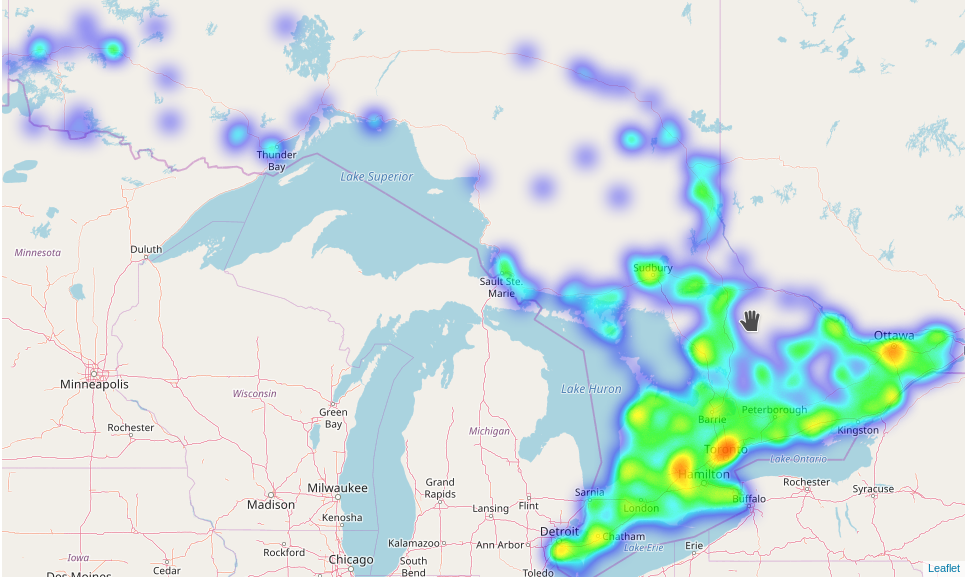 Thunder
Bay
Lake Superior
Minnesota
Duluth
Sudbury
Sault Ste.
Marie
Ottawa
Minneapolis
Lake Huron
Wisconsin
Green
Bay
Peterborough
Barrie
Rochester
Michigan
Kingston
Toronto
Lake Ontario
Hamilton
Grand
Rapids
Rochester
Syracuse
Milwaukee
Sarnia
Buffalo
Madison
Lansing
Flint
London
Kenosha
Detroit
Chatham
Kalamazoo
Ann Arbor
Lake Erie
Erie
Rockford
Iowa
Chicago
South
Bend
Cedar
Toledo
Des Moines
Leaflet